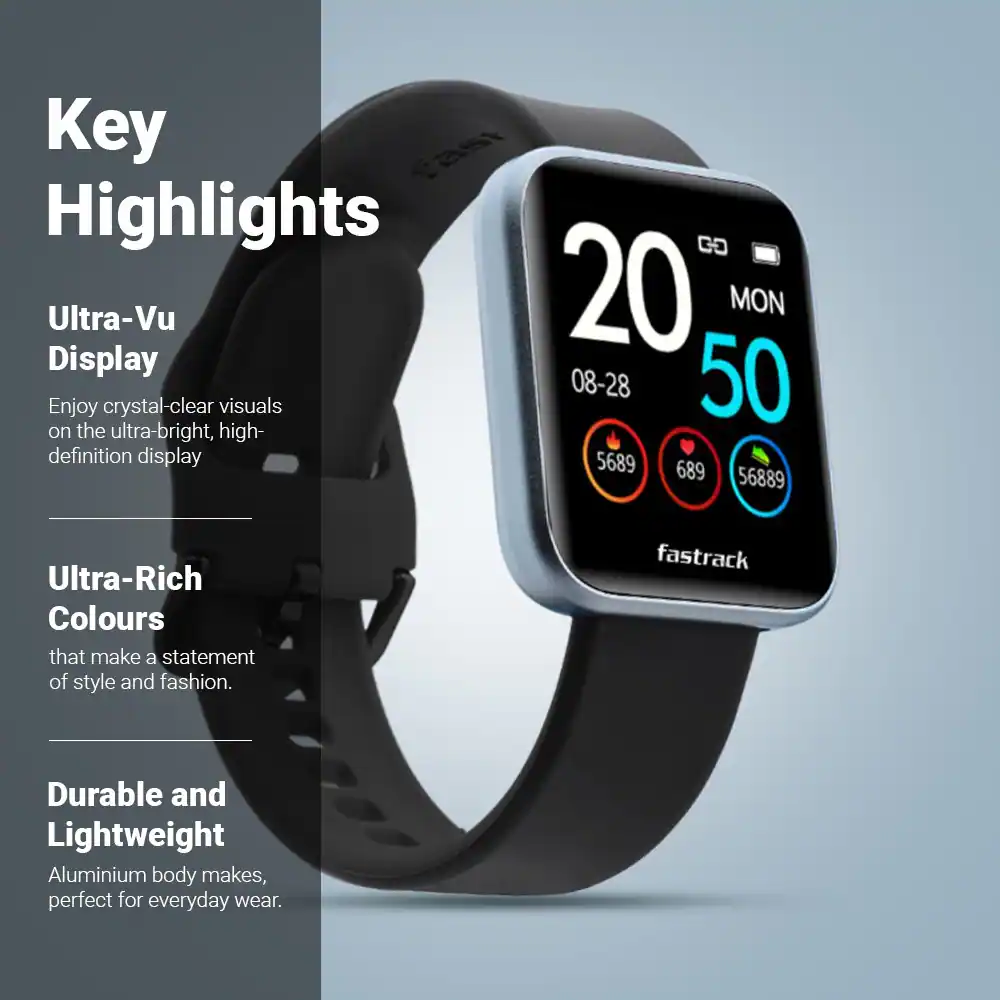 Key
Highlights
Ultra-Vu
Display
Enjoy crystal-clear visuals
on the ultra-bright, high-
definition display
Ultra-Rich
Colours
that make a statement
of style and fashion.
Durable and
Lightweight
Aluminium body makes,
perfect for everyday wear.
fast
20
MON
50
08-28
5689
689
56889
fastrack